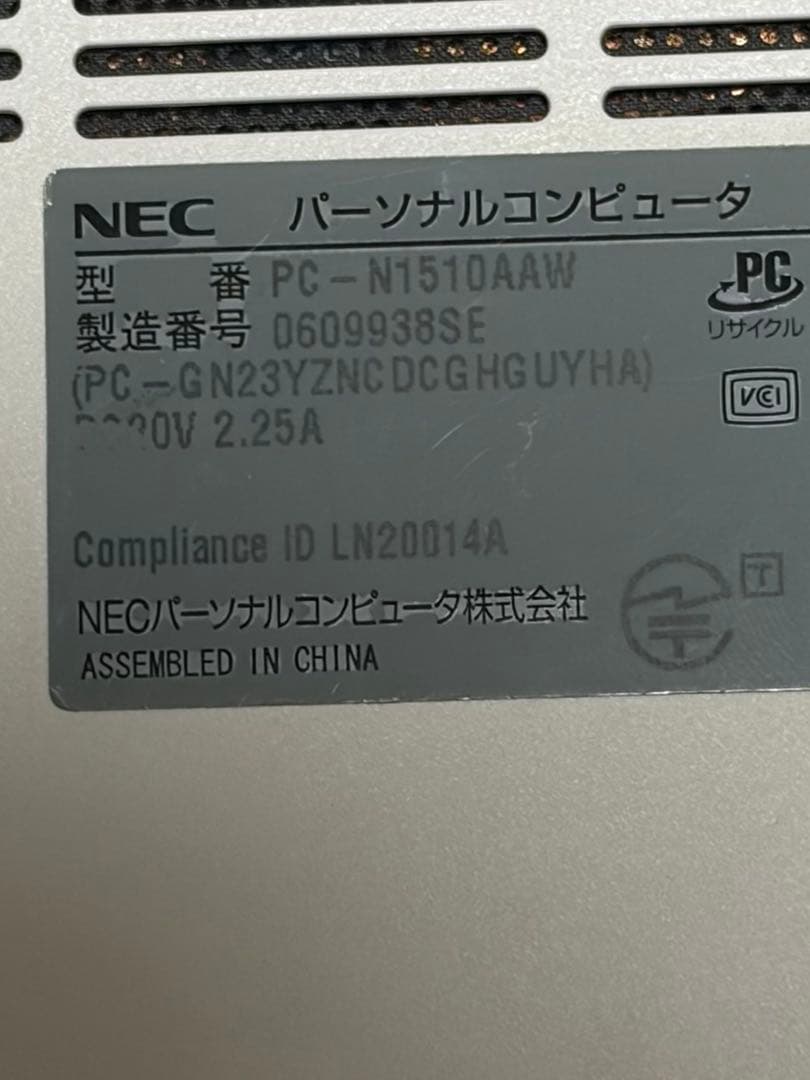 NEC パーソナルコンピュータ
型 番 PC-N1510AAW
製造番号 0609938SE
(PC-GN23YZNCDCGHGUYHA)
2.25A
Compliance ID LN20014A
NECパーソナルコンピュータ株式会社
ASSEMBLED IN CHINA
PC
リサイクル
VCCI
T